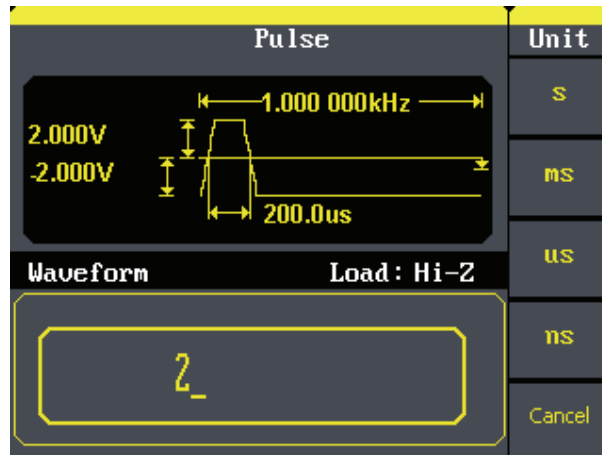 Pulse
1.000 000kHz
2.000V
-2.000V
200.0us
Waveform Load: Hi-Z
2_
Unit
s
ms
us
ns
Cancel